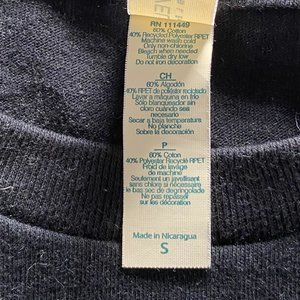 RN 111449
60% Cotton
40% Recycled Polyester RPET
Machine wash cold
Only non-chlorine
Bleach when needed
Tumble dry low
Do not iron decoration
CH
60% Algodón
40% RPET de poliéster reciclado
Lavar a máquina en frío
Solo blanqueador sin
cloro cuando sea
necesario
Secar a baja temperatura
No planche
Sobre la decoración
P
60% Cotton
40% Polyester Recyclé RPET
Froid de lavage
de machine
Seulement un javellisant
sans chlore si nécessaire
le bas sec de dégringolade
Ne pas repasser
sur les décoration
Made in Nicaragua
S